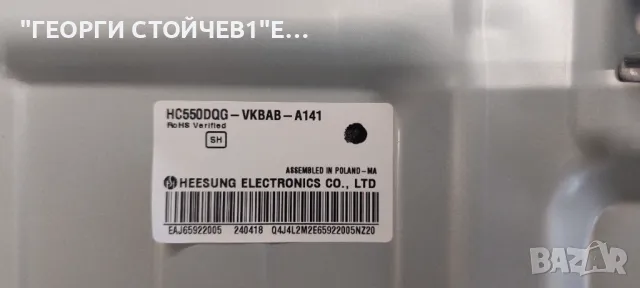 "ГЕОРГИ СТОЙЧЕВ1"Е...
HC550DQG-VKBAB-A141
RoHS Verified
SH
ASSEMBLED IN POLAND-MA
HEESUNG ELECTRONICS CO., LTD
EAJ65922005 240418 Q4J4L2M2E65922005NZ20
BAZAR